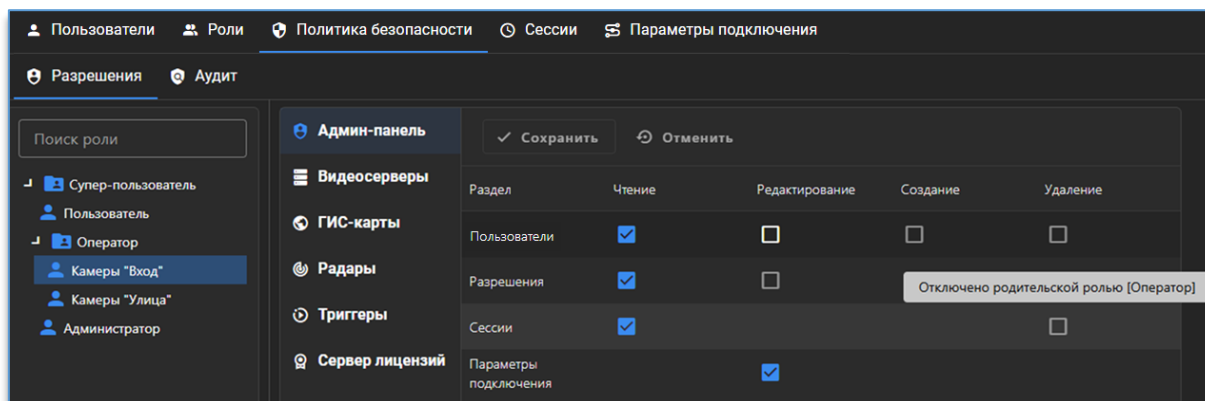 Пользователи Роли Политика безопасности Сессии Параметры подключения
Разрешения Аудит
Поиск роли
Супер-пользователь
Пользователь
Оператор
Камеры "Вход"
Камеры "Улица"
Администратор
Админ-панель
Видеосерверы
ГИС-карты
Радары
Триггеры
Сервер лицензий
Сохранить Отменить
Раздел Чтение Редактирование Создание Удаление
Пользователи
Разрешения
Отключено родительской ролью [Оператор]
Сессии
Параметры
подключения